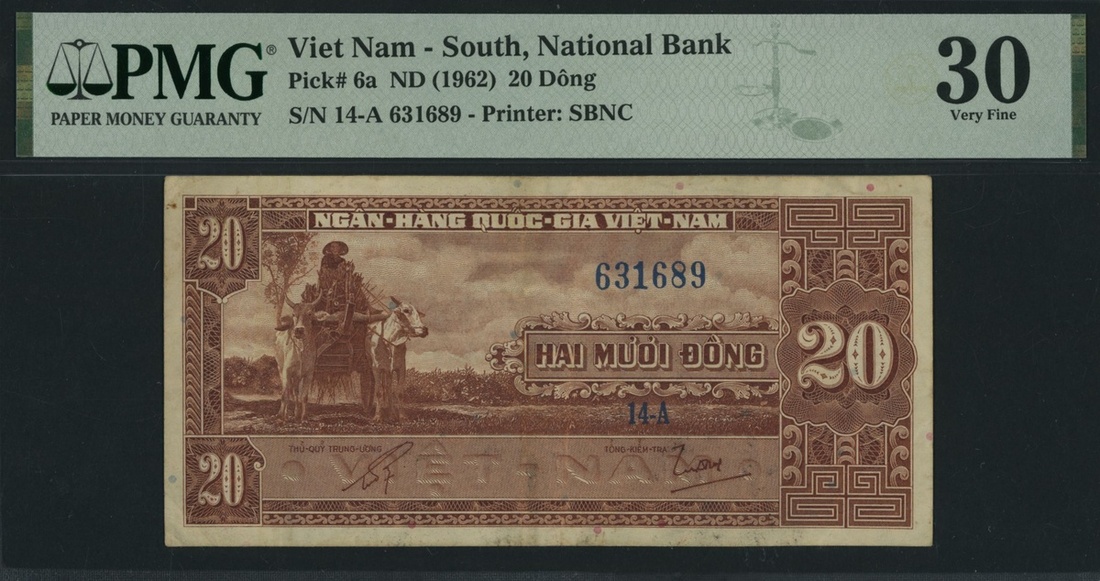 PMG®
PAPER MONEY GUARANTY
Viet Nam - South, National Bank
Pick# 6a ND (1962) 20 Dông
S/N 14-A 631689 - Printer: SBNC
30
Very Fine
20
NGÂN-HÀNG QUỐC-GIA VIỆT-NAM
631689
HAI MƯƠI ĐỒNG
20
14-A
THỦ-QUỸ TRUNG-ƯƠNG
TỔNG-KIỂM-TRA
VIỆT-NAM
20
20